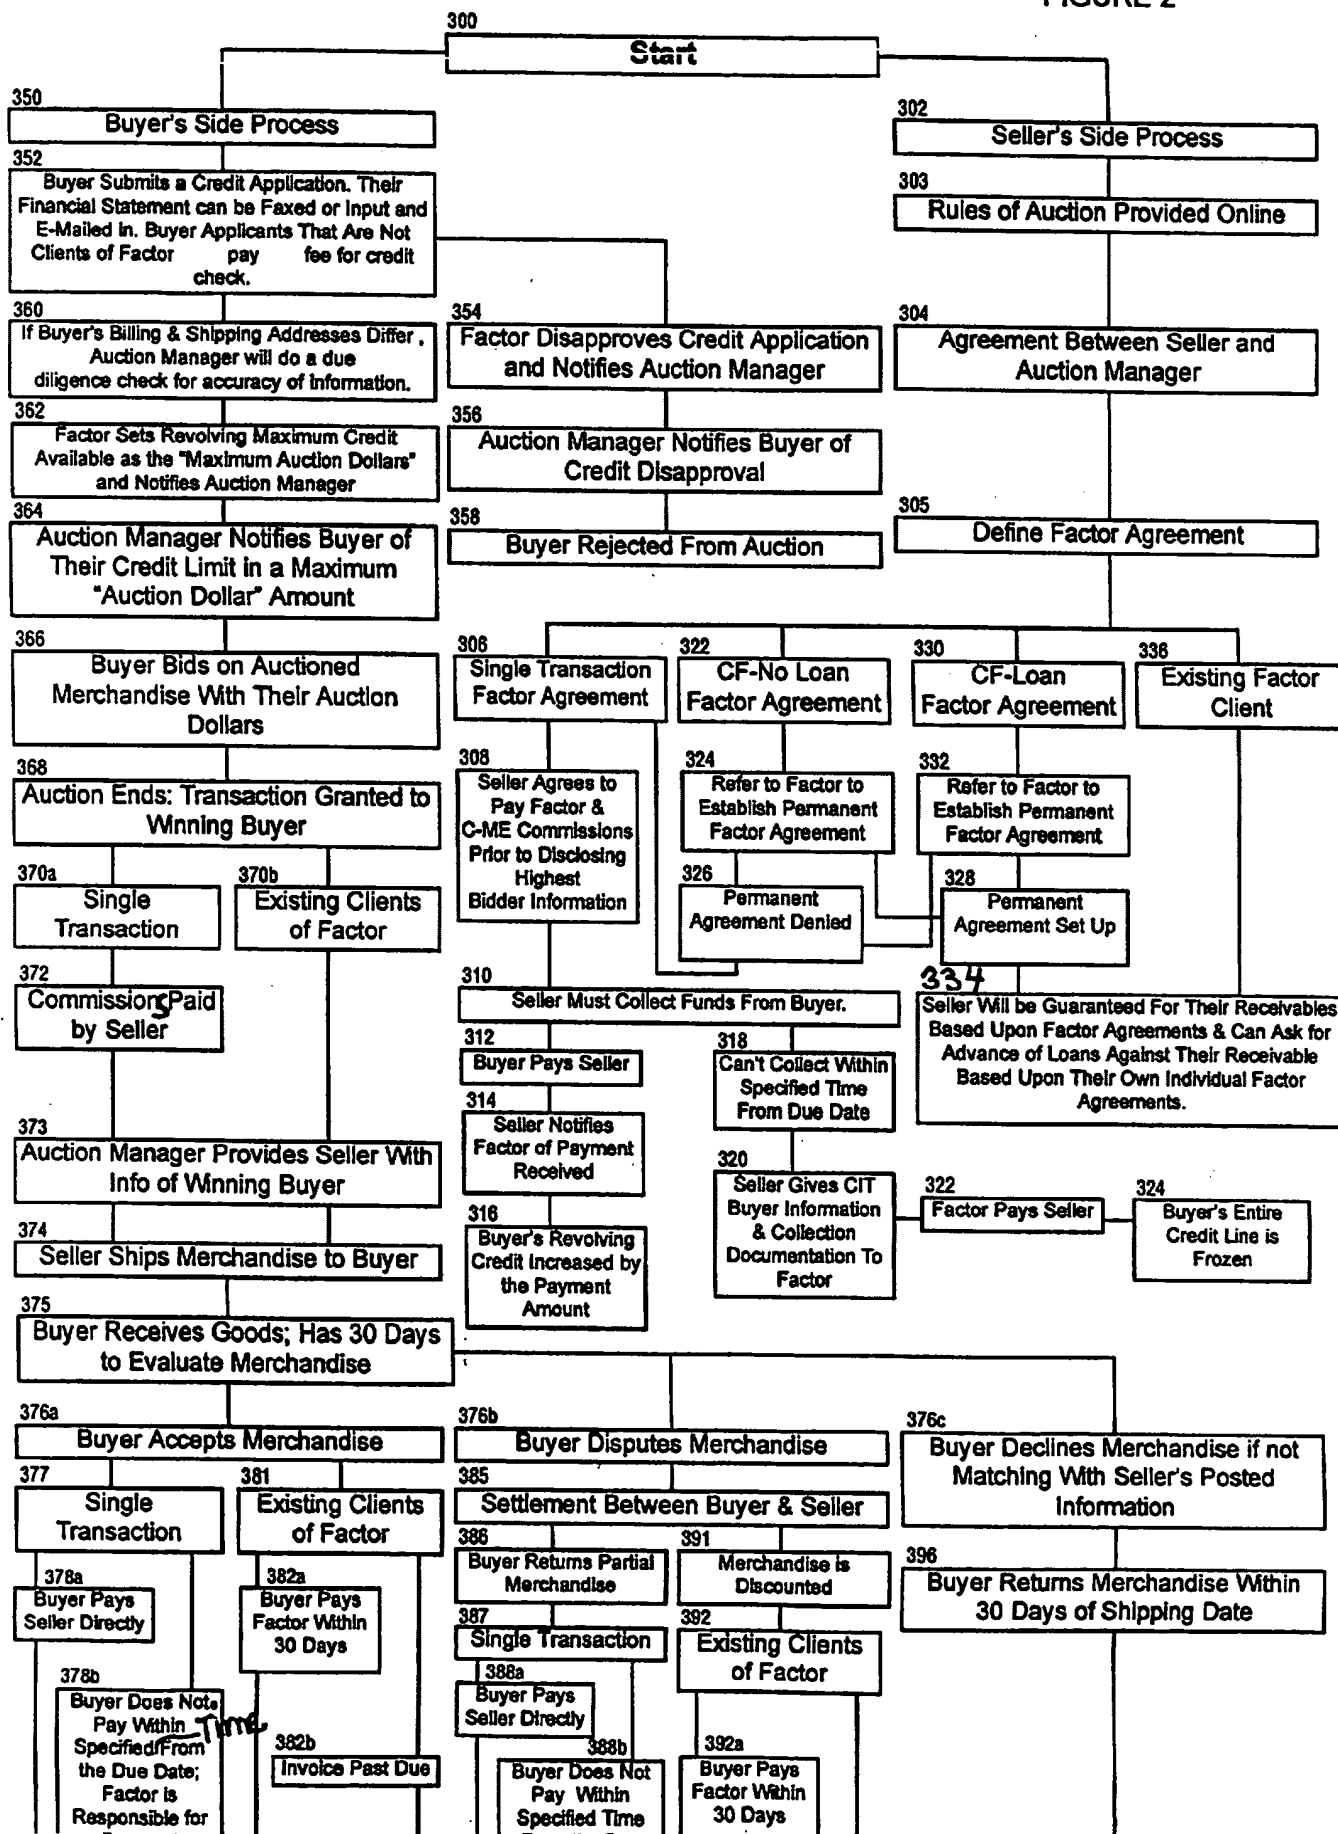 FIGURE 2
300
Start
350
Buyer's Side Process
302
Seller's Side Process
352
Buyer Submits a Credit Application. Their
Financial Statement can be Faxed or Input and
E-Mailed in. Buyer Applicants That Are Not
Clients of Factor pay fee for credit
check.
303
Rules of Auction Provided Online
360
If Buyer's Billing & Shipping Addresses Differ,
Auction Manager will do a due
diligence check for accuracy of information.
354
Factor Disapproves Credit Application
and Notifies Auction Manager
304
Agreement Between Seller and
Auction Manager
362
Factor Sets Revolving Maximum Credit
Available as the "Maximum Auction Dollars"
and Notifies Auction Manager
356
Auction Manager Notifies Buyer of
Credit Disapproval
364
Auction Manager Notifies Buyer of
Their Credit Limit in a Maximum
"Auction Dollar" Amount
358
Buyer Rejected From Auction
305
Define Factor Agreement
366
Buyer Bids on Auctioned
Merchandise With Their Auction
Dollars
306
Single Transaction
Factor Agreement
322
CF-No Loan
Factor Agreement
330
CF-Loan
Factor Agreement
336
Existing Factor
Client
368
Auction Ends: Transaction Granted to
Winning Buyer
308
Seller Agrees to
Pay Factor &
C-ME Commissions
Prior to Disclosing
Highest
Bidder Information
324
Refer to Factor to
Establish Permanent
Factor Agreement
332
Refer to Factor to
Establish Permanent
Factor Agreement
370a
Single
Transaction
370b
Existing Clients
of Factor
326
Permanent
Agreement Denied
328
Permanent
Agreement Set Up
372
Commissions Paid
by Seller
310
Seller Must Collect Funds From Buyer.
334
Seller Will be Guaranteed For Their Receivables
Based Upon Factor Agreements & Can Ask for
Advance of Loans Against Their Receivable
Based Upon Their Own Individual Factor
Agreements.
312
Buyer Pays Seller
318
Can't Collect Within
Specified Time
From Due Date
314
Seller Notifies
Factor of Payment
Received
373
Auction Manager Provides Seller With
Info of Winning Buyer
320
Seller Gives CIT
Buyer Information
& Collection
Documentation To
Factor
322
Factor Pays Seller
324
Buyer's Entire
Credit Line is
Frozen
374
Seller Ships Merchandise to Buyer
316
Buyer's Revolving
Credit Increased by
the Payment
Amount
375
Buyer Receives Goods; Has 30 Days
to Evaluate Merchandise
376a
Buyer Accepts Merchandise
376b
Buyer Disputes Merchandise
376c
Buyer Declines Merchandise if not
Matching With Seller's Posted
Information
377
Single
Transaction
381
Existing Clients
of Factor
385
Settlement Between Buyer & Seller
386
Buyer Returns Partial
Merchandise
391
Merchandise is
Discounted
396
Buyer Returns Merchandise Within
30 Days of Shipping Date
378a
Buyer Pays
Seller Directly
382a
Buyer Pays
Factor Within
30 Days
387
Single Transaction
392
Existing Clients
of Factor
378b
Buyer Does Not
Pay Within Time
Specified/From
the Due Date;
Factor is
Responsible for
382b
Invoice Past Due
388a
Buyer Pays
Seller Directly
388b
Buyer Does Not
Pay Within
Specified Time
392a
Buyer Pays
Factor Within
30 Days